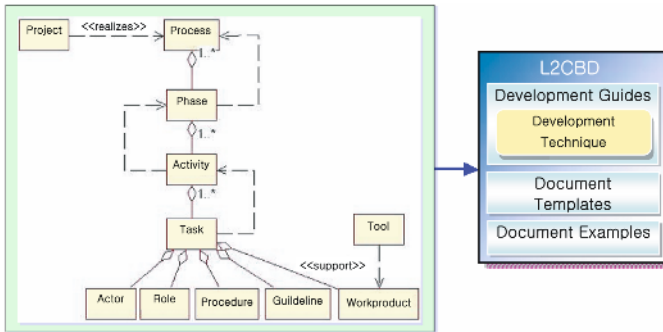 Project
<<realizes>>
Process
1..*
Phase
1..*
Activity
1..*
Task
Tool
<<support>>
Actor
Role
Procedure
Guildeline
Workproduct
L2CBD
Development Guides
Development
Technique
Document
Templates
Document Examples